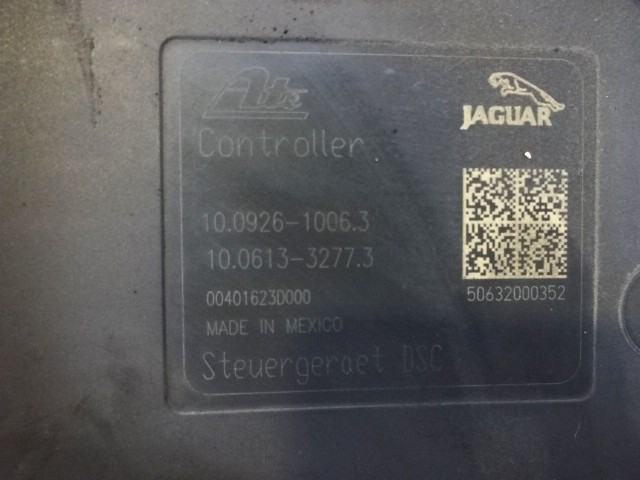 Ate
JAGUAR
Controller
10.0926-1006.3
10.0613-3277.3
00401623D000
50632000352
MADE IN MEXICO
Steuergeraet DSC